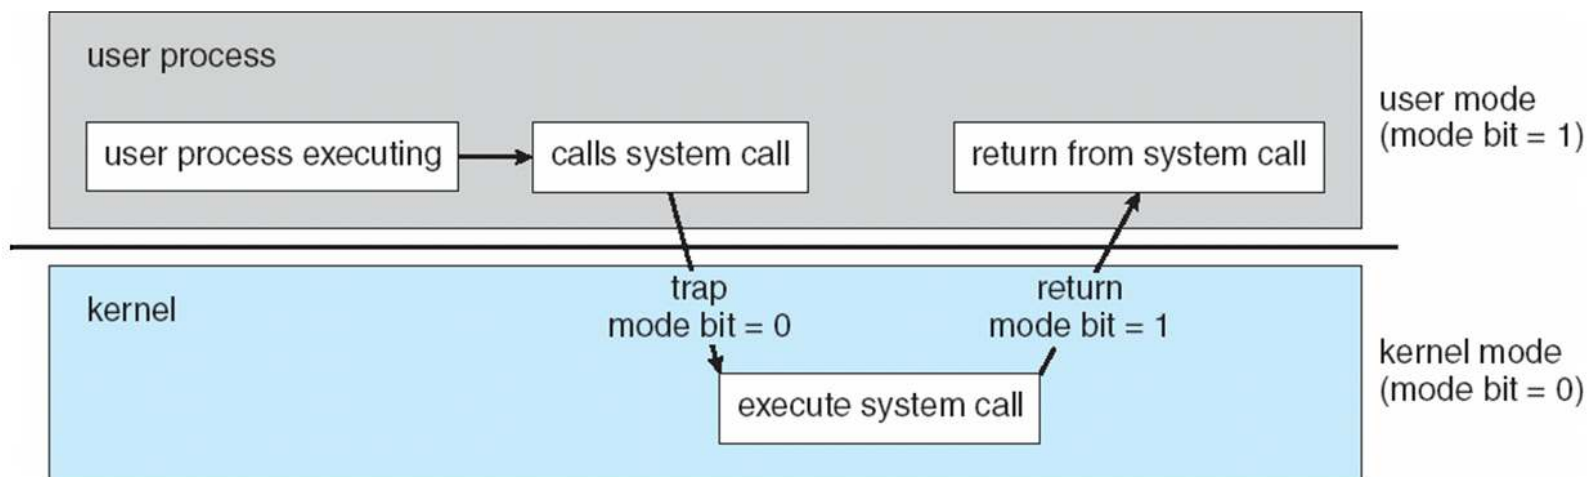 user process
user process executing
calls system call
return from system call
user mode
(mode bit = 1)
kernel
trap
mode bit = 0
return
mode bit = 1
kernel mode
(mode bit = 0)
execute system call